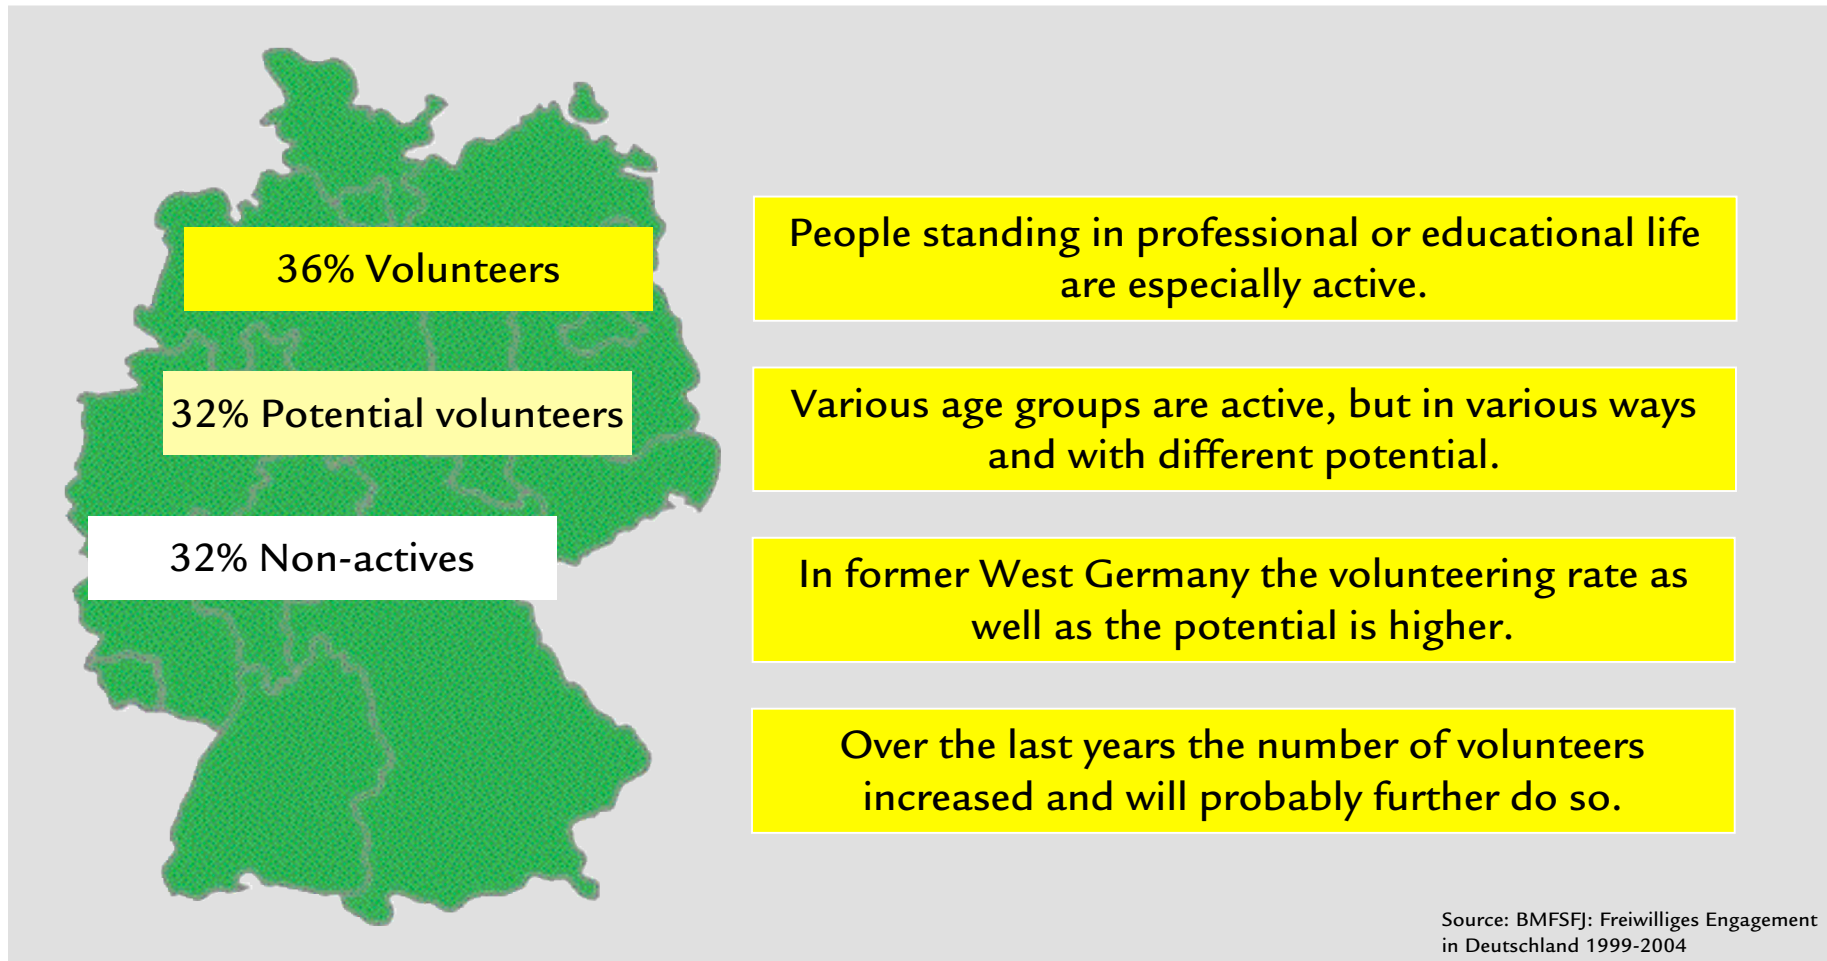 36% Volunteers
32% Potential volunteers
32% Non-actives
People standing in professional or educational life
are especially active.
Various age groups are active, but in various ways
and with different potential.
In former West Germany the volunteering rate as
well as the potential is higher.
Over the last years the number of volunteers
increased and will probably further do so.
Source: BMFSFJ: Freiwilliges Engagement
in Deutschland 1999-2004